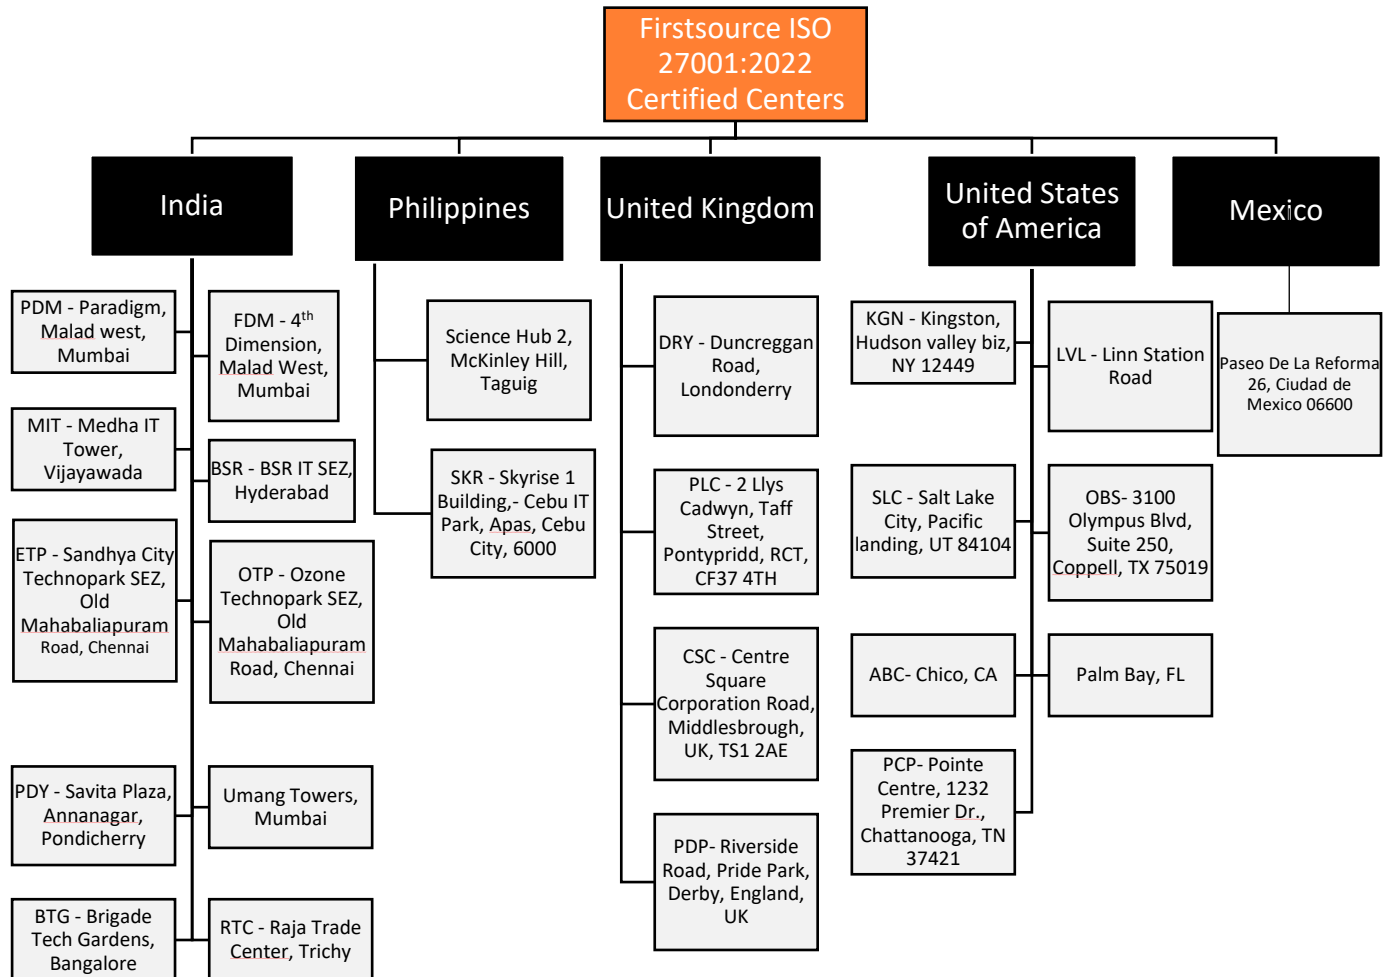 Firstsource ISO
27001:2022
Certified Centers
India
Philippines
United Kingdom
United States
of America
Mexico
PDM - Paradigm,
Malad west,
Mumbai
FDM - 4th
Dimension,
Malad West,
Mumbai
MIT - Medha IT
Tower,
Vijayawada
BSR - BSR IT SEZ,
Hyderabad
ETP - Sandhya City
Technopark SEZ,
Old
Mahabaliapuram
Road, Chennai
OTP - Ozone
Technopark SEZ,
Old
Mahabaliapuram
Road, Chennai
PDY - Savita Plaza,
Annanagar,
Pondicherry
Umang Towers,
Mumbai
BTG - Brigade
Tech Gardens,
Bangalore
RTC - Raja Trade
Center, Trichy
Science Hub 2,
McKinley Hill,
Taguig
SKR - Skyrise 1
Building,- Cebu IT
Park, Apas, Cebu
City, 6000
DRY - Duncreggan
Road,
Londonderry
PLC - 2 Llys
Cadwyn, Taff
Street,
Pontypridd, RCT,
CF37 4TH
CSC - Centre
Square
Corporation Road,
Middlesbrough,
UK, TS1 2AE
PDP- Riverside
Road, Pride Park,
Derby, England,
UK
KGN - Kingston,
Hudson valley biz,
NY 12449
LVL - Linn Station
Road
SLC - Salt Lake
City, Pacific
landing, UT 84104
OBS- 3100
Olympus Blvd,
Suite 250,
Coppell, TX 75019
ABC- Chico, CA
Palm Bay, FL
PCP- Pointe
Centre, 1232
Premier Dr.,
Chattanooga, TN
37421
Paseo De La Reforma
26, Ciudad de
Mexico 06600